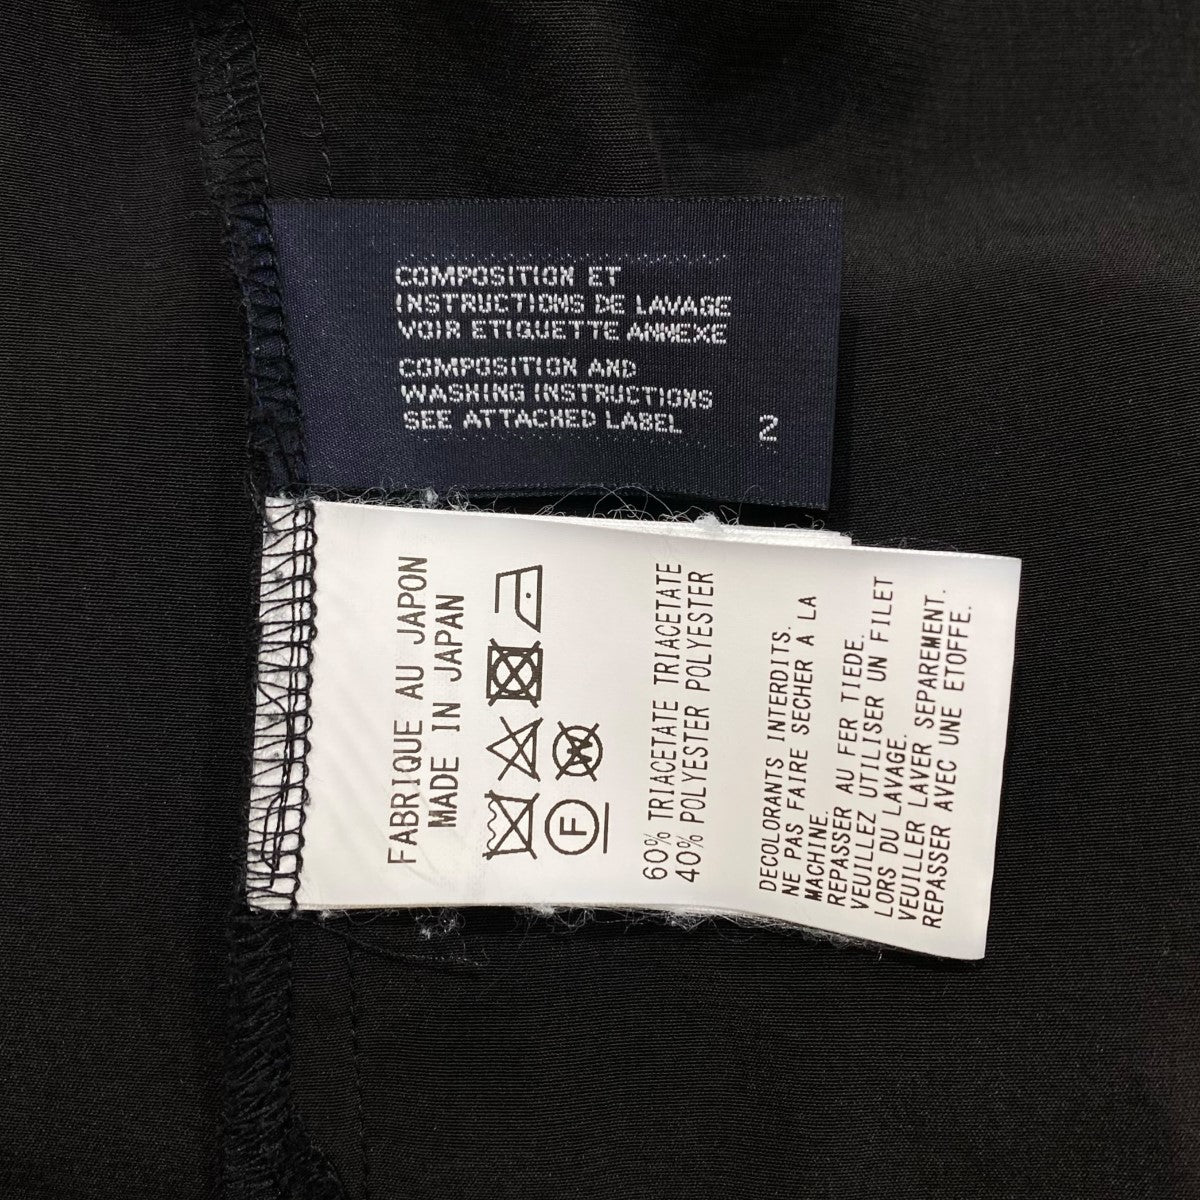 COMPOSITION ET
INSTRUCTIONS DE LAVAGE
VOIR ETIQUETTE ANNEXE
COMPOSITION AND
WASHING INSTRUCTIONS
SEE ATTACHED LABEL
2
FABRIQUE AU JAPON
MADE IN JAPAN
W
F
60% TRIACETATE TRIACETATE
40% POLYESTER POLYESTER
DECOLORANTS INTERDITS.
NE PAS FAIRE SECHER A LA
MACHINE.
REPASSER AU FER TIEDE.
VEUILLEZ UTILISER UN FILET
LORS DU LAVAGE.
VEUILLER LAVER SEPAREMENT.
REPASSER AVEC UNE ETOFFE.